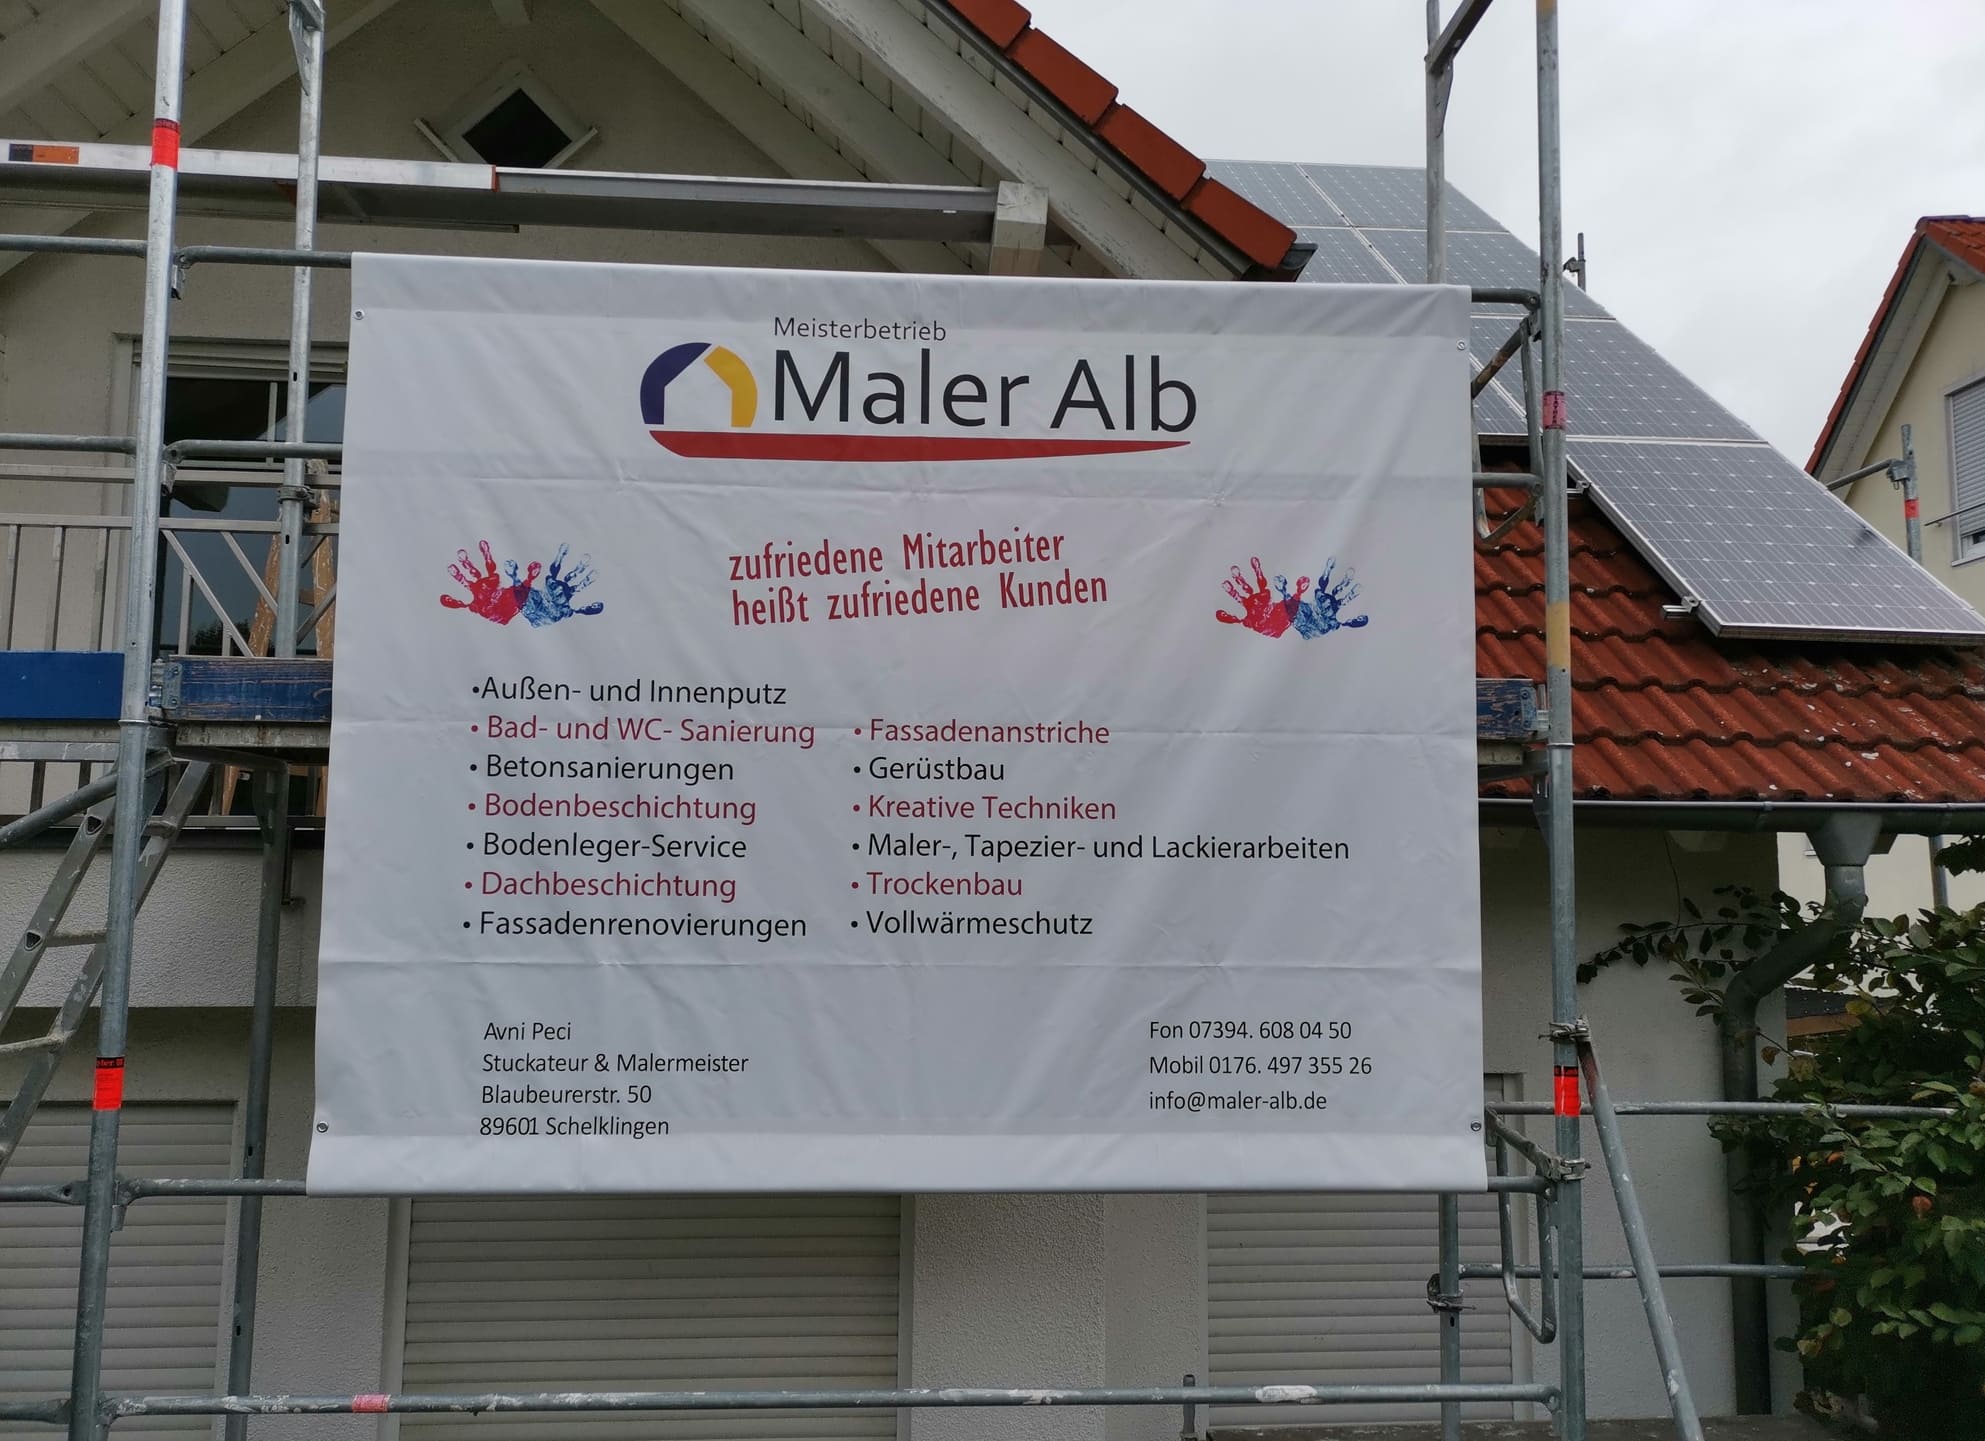 Meisterbetrieb
Maler Alb
zufriedene Mitarbeiter
heißt zufriedene Kunden
•Außen- und Innenputz
• Bad- und WC- Sanierung
• Betonsanierungen
• Bodenbeschichtung
• Bodenleger-Service
• Dachbeschichtung
• Fassadenrenovierungen
• Fassadenanstriche
• Gerüstbau
• Kreative Techniken
• Maler-, Tapezier- und Lackierarbeiten
• Trockenbau
• Vollwärmeschutz
Avni Peci
Stuckateur & Malermeister
Blaubeurerstr. 50
89601 Schelklingen
Fon 07394. 608 04 50
Mobil 0176. 497 355 26
info@maler-alb.de